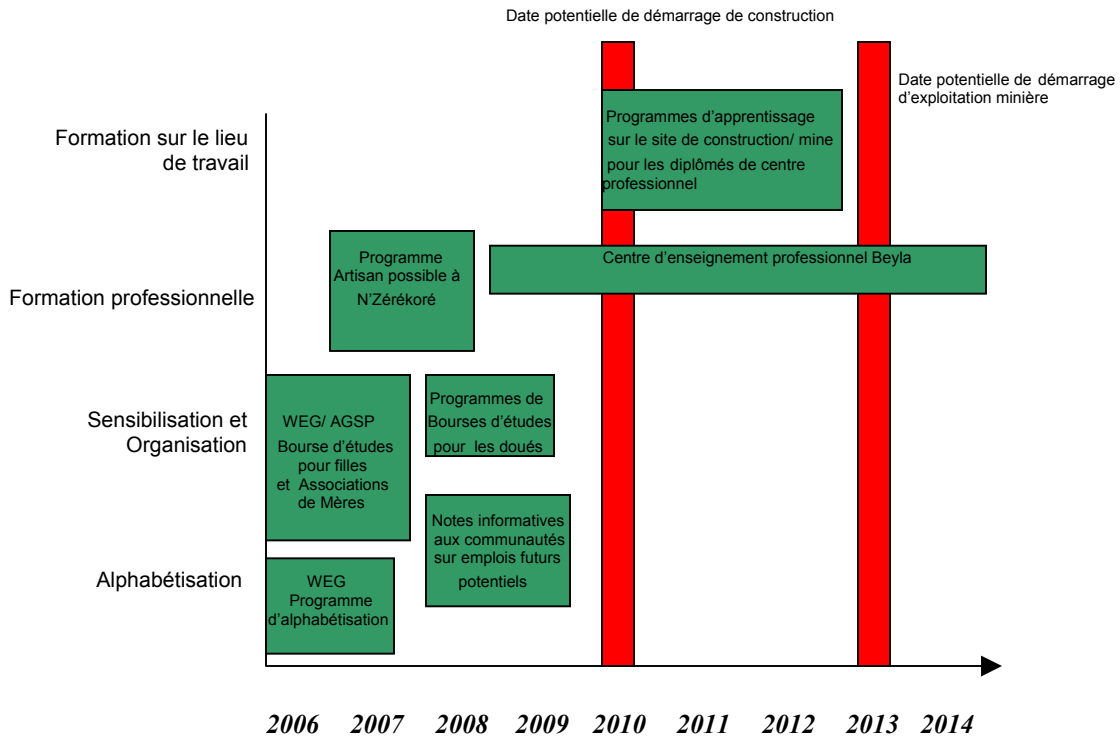 Date potentielle de démarrage de construction
Date potentielle de démarrage
d'exploitation minière
Formation sur le lieu
de travail
Programmes d'apprentissage
sur le site de construction/ mine
pour les diplômés de centre
professionnel
Formation professionnelle
Programme
Artisan possible à
N'Zérékoré
Centre d'enseignement professionnel Beyla
Sensibilisation et
Organisation
WEG/ AGSP
Bourse d'études
pour filles
et Associations
de Mères
Programmes de
Bourses d'études
pour les doués
Notes informatives
aux communautés
sur emplois futurs
potentiels
Alphabétisation
WEG
Programme
d'alphabétisation
2006 2007 2008 2009 2010 2011 2012 2013 2014